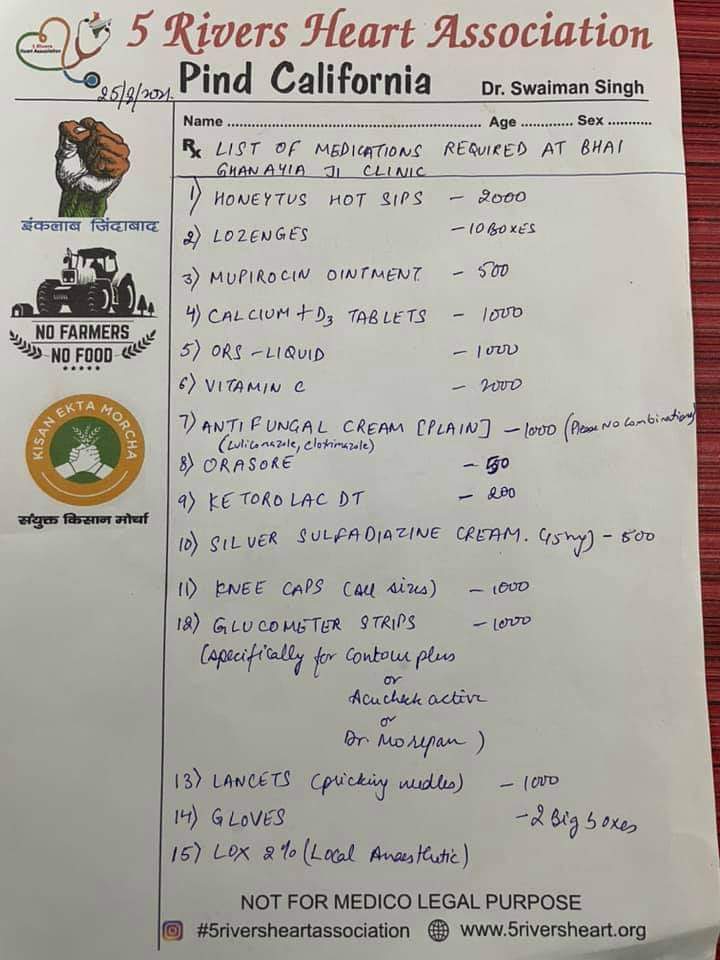 5 Rivers Heart Association
5 Rivers
Heart Association
Pind California
Dr. Swaiman Singh
25/8/2021.
Name .......... Age .......... Sex ..........
Rx LIST OF MEDICATIONS REQUIRED AT BHAI
GHANAYIA JI CLINIC
1) HONEYTUS HOT SIPS - 2000
2) LOZENGES - 10 BOXES
3) MUPIROCIN OINTMENT - 500
4) CALCIUM + D3 TABLETS - 1000
5) ORS - LIQUID - 1000
6) VITAMIN C - 2000
7) ANTIFUNGAL CREAM [PLAIN] - 1000 (Please No Combinations)
(Luliconazole, Clotrimazole)
8) ORASORE - 50
9) KETOROLAC DT - 200
10) SILVER SULFADIAZINE CREAM. - 500
11) KNEE CAPS (All sizes) - 1000
12) GLUCOMETER STRIPS - 1000
(specifically for Contour plus
or
Acucheck active
or
Dr. Morepan)
13) LANCETS (pricking needles) - 1000
14) GLOVES - 2 Big boxes
15) LOX 2% (Local Anaesthetic)
इंकलाब जिंदाबाद
NO FARMERS
NO FOOD
KISAN EKTA MORCHA
संयुक्त किसान मोर्चा
NOT FOR MEDICO LEGAL PURPOSE
#5riversheartassociation www.5riversheart.org